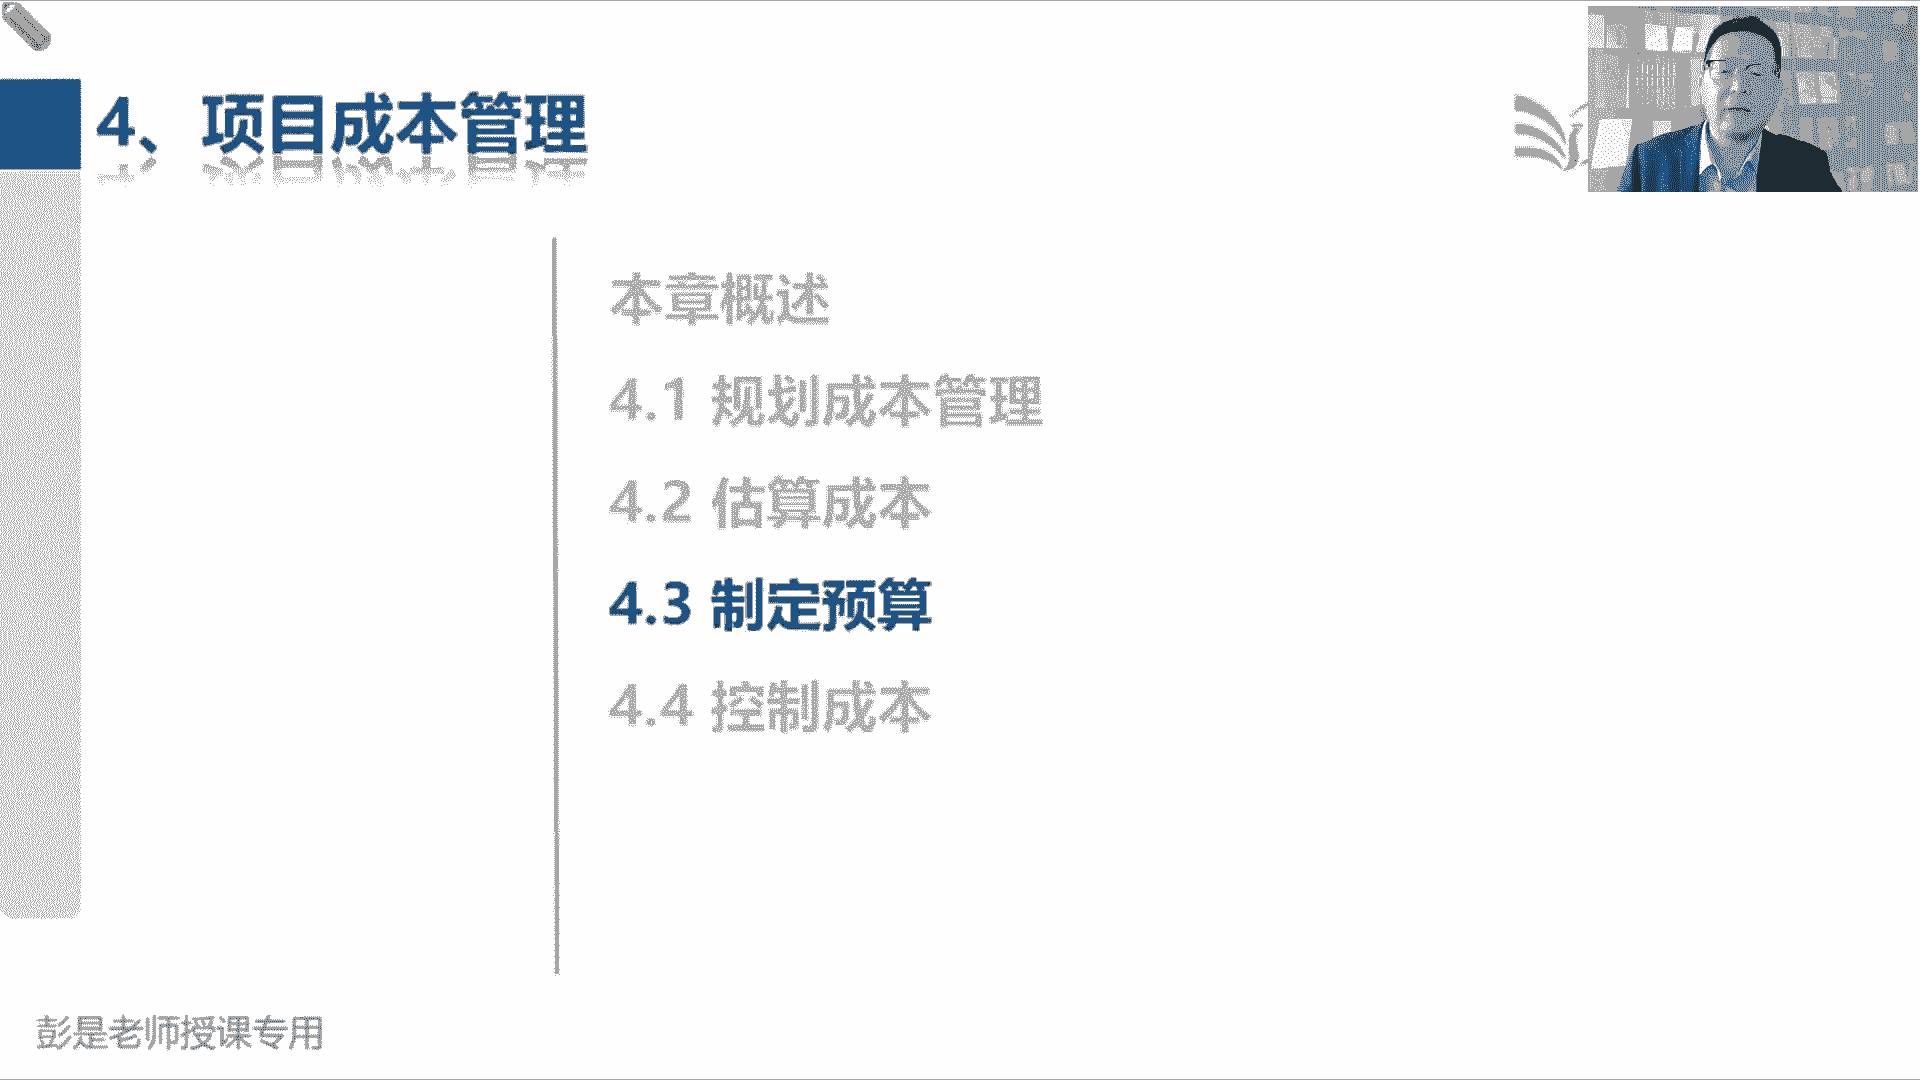 4、项目成本管理
本章概述
4.1 规划成本管理
4.2 估算成本
4.3 制定预算
4.4 控制成本
彭是老师授课专用